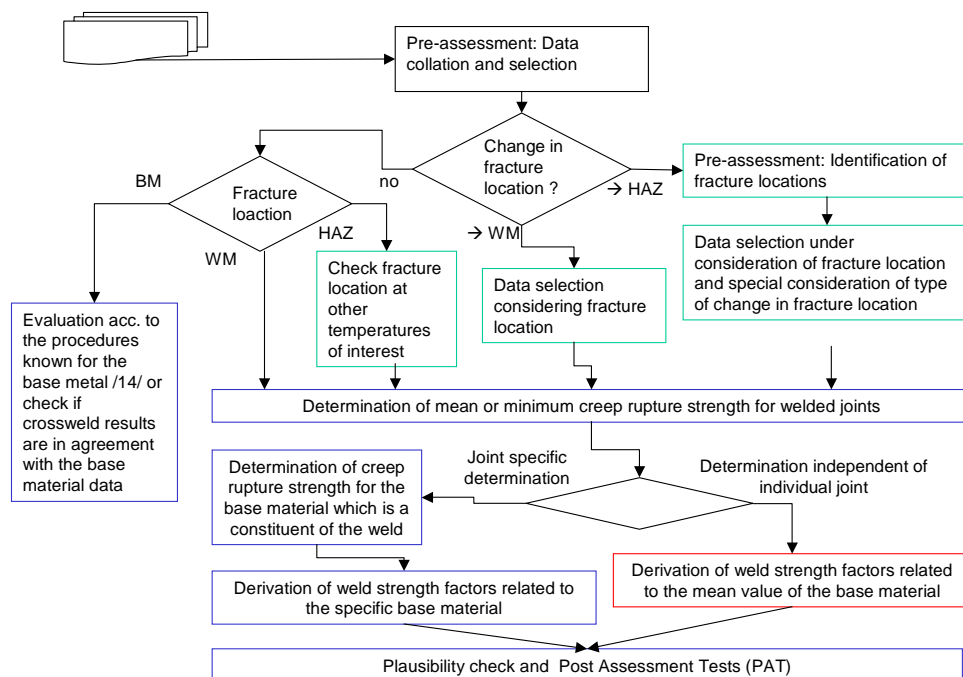 Pre-assessment: Data
collation and selection
Change in
fracture
location ?
no
→ HAZ
→ WM
Pre-assessment: Identification of
fracture locations
BM
Fracture
loaction
HAZ
WM
Check fracture
location at
other
temperatures
of interest
Data selection
considering fracture
location
Data selection under
consideration of fracture location
and special consideration of type
of change in fracture location
Evaluation acc. to
the procedures
known for the
base metal /14/ or
check if
crossweld results
are in agreement
with the base
material data
Determination of mean or minimum creep rupture strength for welded joints
Joint specific
determination
Determination independent of
individual joint
Determination of creep
rupture strength for the
base material which is a
constituent of the weld
Derivation of weld strength factors related to
the specific base material
Derivation of weld strength factors related
to the mean value of the base material
Plausibility check and Post Assessment Tests (PAT)